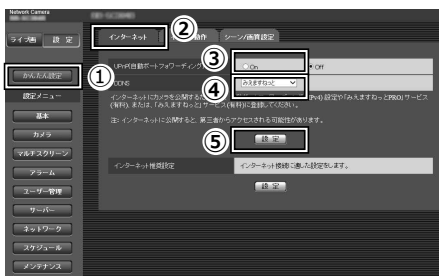 Network Camera
ライブ画 設定
かんたん設定
設定メニュー
基本
カメラ
マルチスクリーン
アラーム
ユーザー管理
サーバー
ネットワーク
スケジュール
メンテナンス
①
②
③
④
⑤
インターネット 動作 シーン/画質設定
UPnP(自動ポートフォワーディング On Off
DDNS みえますねっと
インターネットにカメラを公開する IPv4) 設定や「みえますねっとPRO」サービス
(有料)、または、「みえますねっと」サービス(有料)に登録してください。
注: インターネットに公開すると、第三者からアクセスされる可能性があります。
設定
インターネット推奨設定 インターネット接続に適した設定をします。
設定